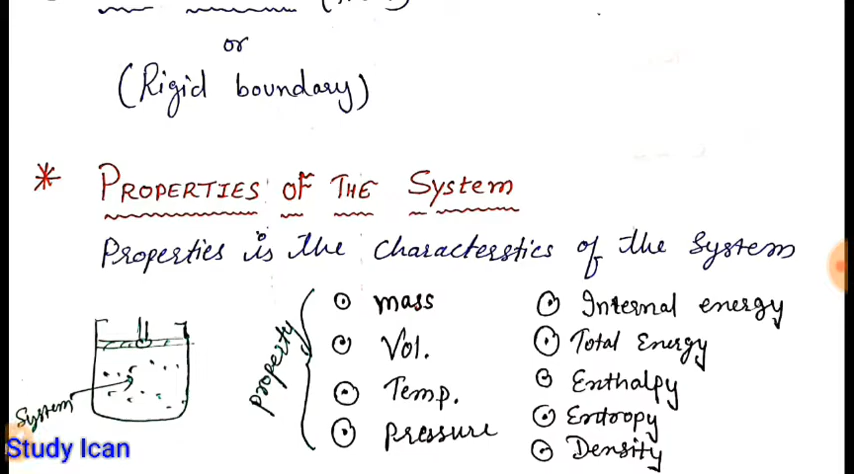 or
(Rigid boundary)
* PROPERTIES OF THE System
Properties is the characterstics of the System
Property
mass
Vol.
Temp.
Pressure
Internal energy
Total Energy
Enthalpy
Entropy
Density
System
Study Ican